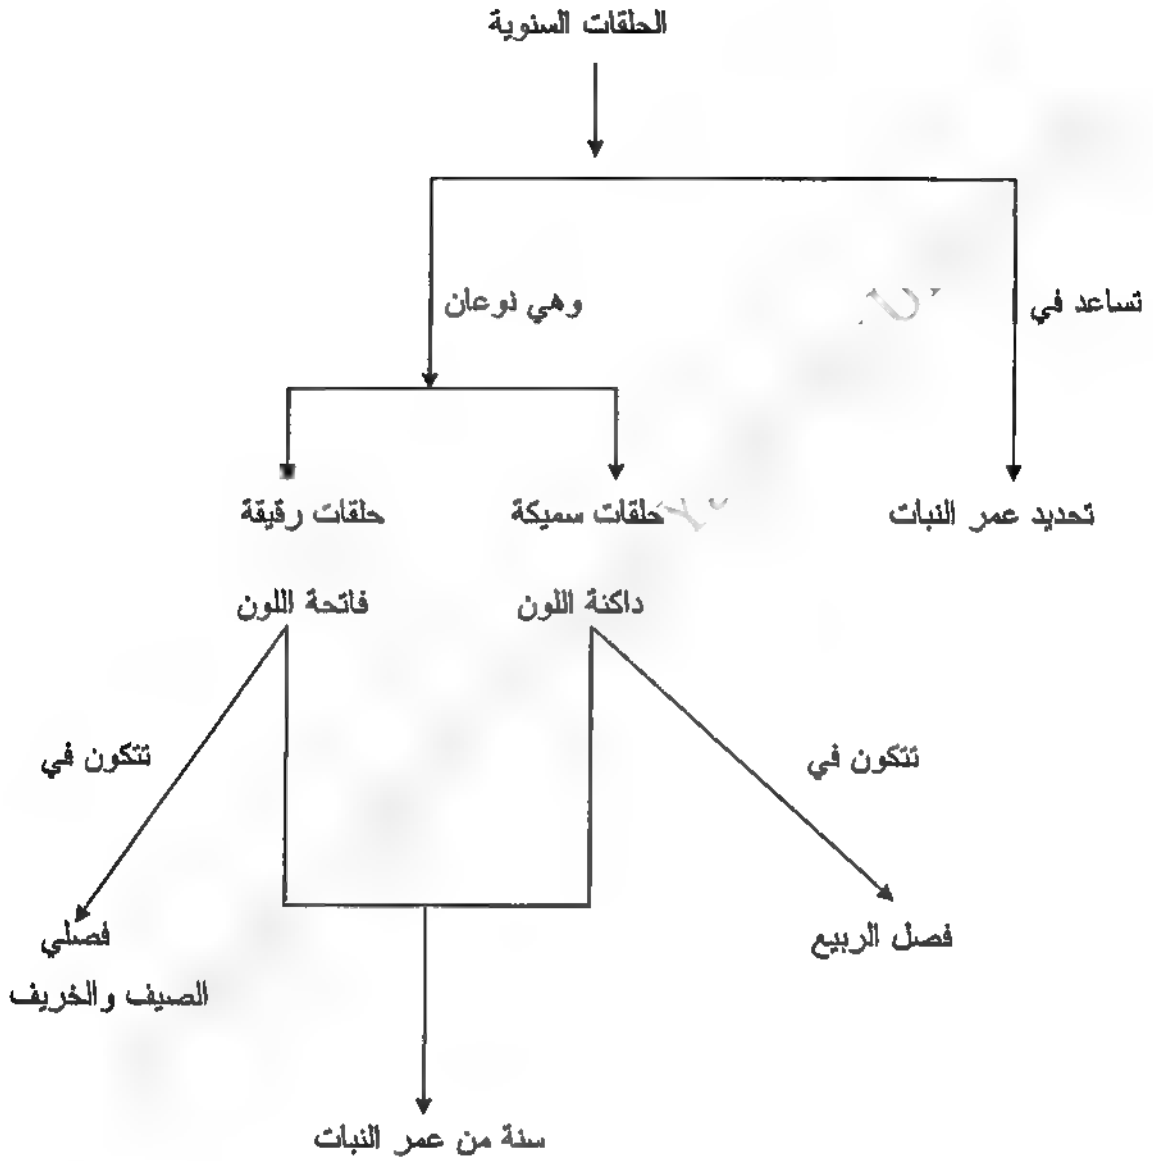 الحلقات السنوية
تساعد في
وهي نوعان
تحديد عمر النبات
حلقات سميكة
حلقات رقيقة
داكنة اللون
فاتحة اللون
تتكون في
تتكون في
فصل الربيع
فصلي
الصيف والخريف
سنة من عمر النبات